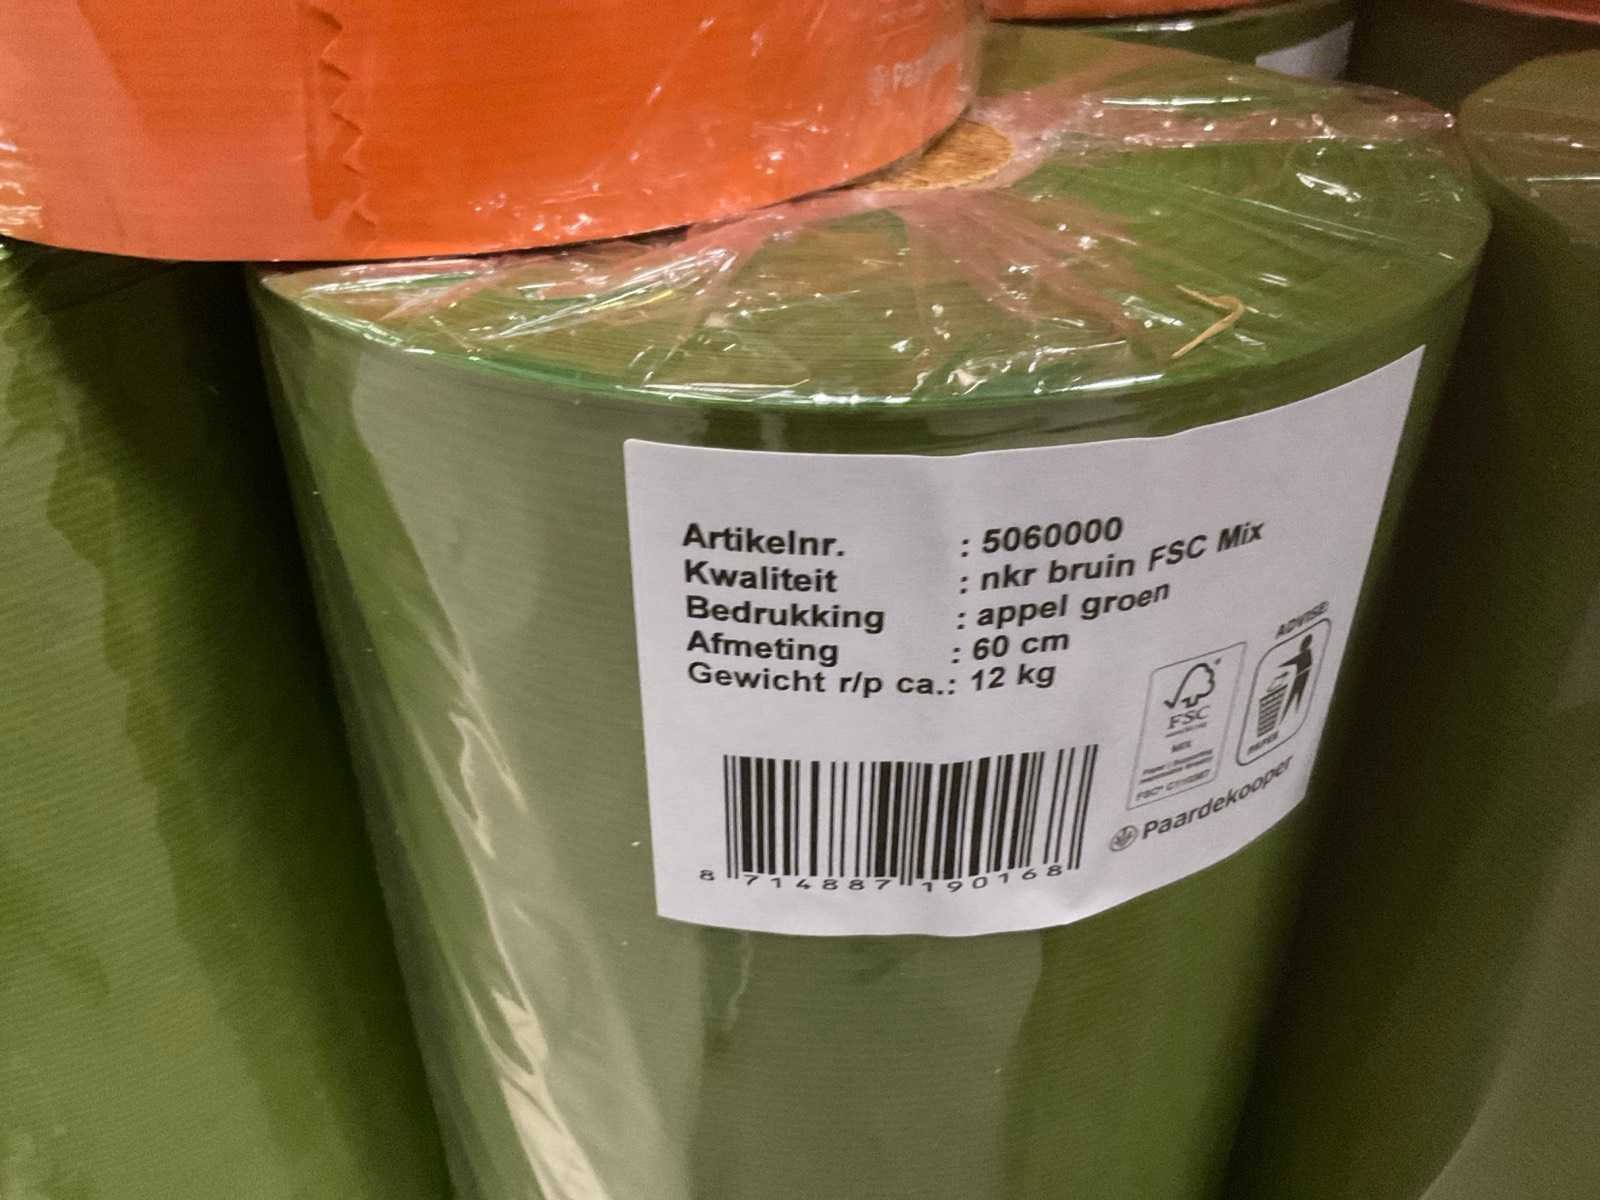 Artikelnr. : 5060000
Kwaliteit : nkr bruin FSC Mix
Bedrukking : appel groen
Afmeting : 60 cm
Gewicht r/p ca.: 12 kg
ADVISE
PAPER
FSC
MIX
Paardekooper
8 714887 190168